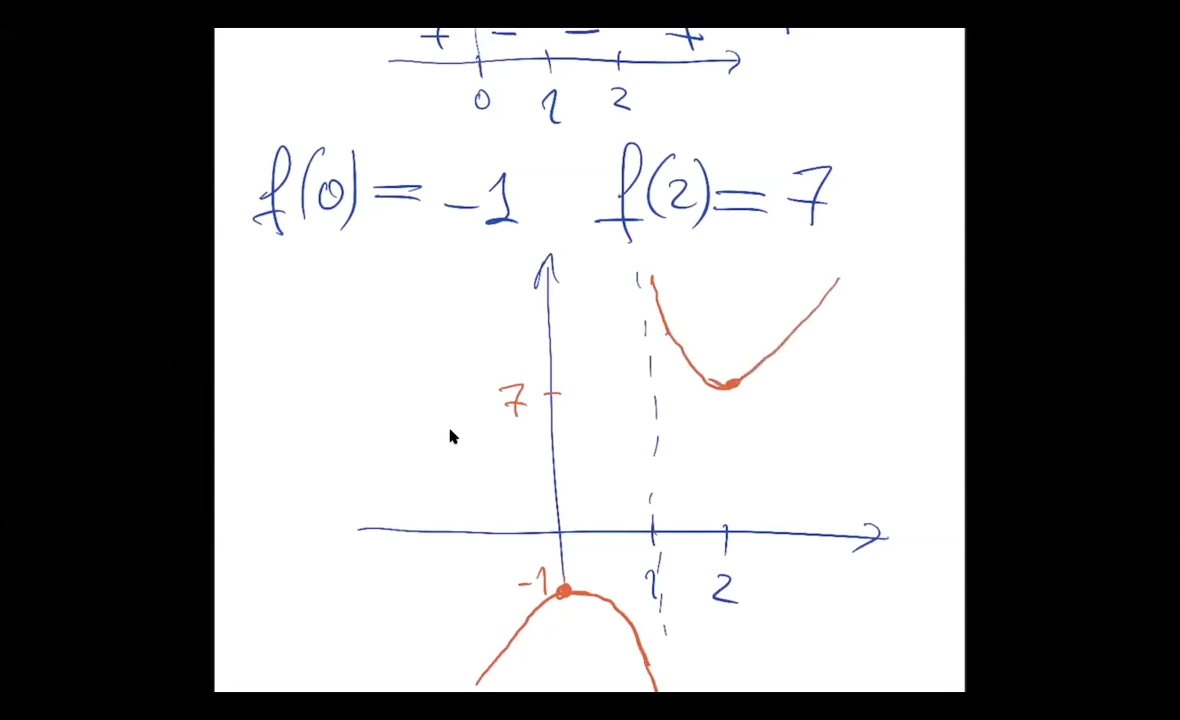 + - - +
0 1 2
f(0) = -1 f(2) = 7
7
-1 1 2